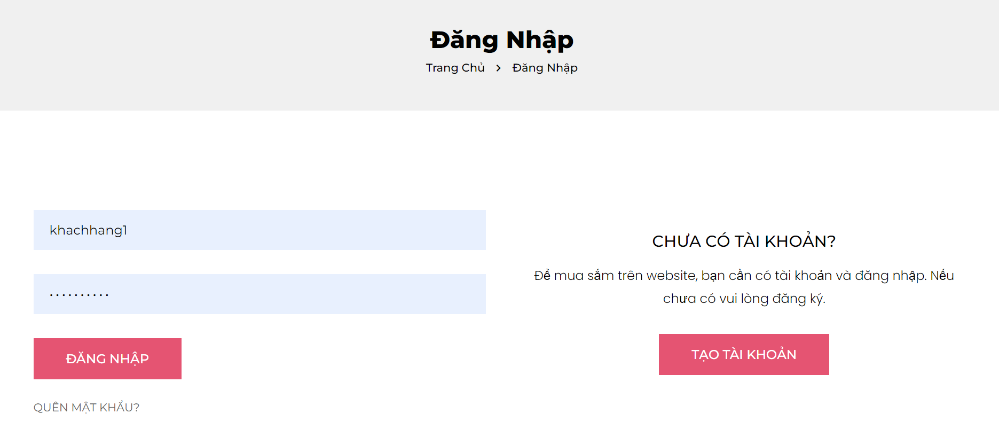 Đăng Nhập
Trang Chủ > Đăng Nhập
khachhang1
..........
ĐĂNG NHẬP
QUÊN MẬT KHẨU?
CHƯA CÓ TÀI KHOẢN?
Để mua sắm trên website, bạn cần có tài khoản và đăng nhập. Nếu
chưa có vui lòng đăng ký.
TẠO TÀI KHOẢN